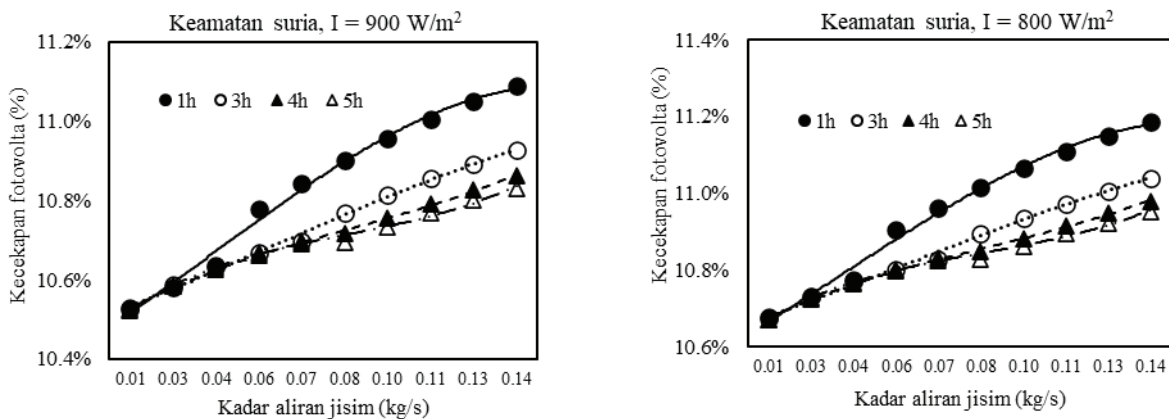 Keamatan suria, I = 900 W/m²
Kecekapan fotovolta (%)
11.2%
11.0%
10.8%
10.6%
10.4%
1h 3h 4h 5h
0.01 0.03 0.04 0.06 0.07 0.08 0.10 0.11 0.13 0.14
Kadar aliran jisim (kg/s)
Keamatan suria, I = 800 W/m²
Kecekapan fotovolta (%)
11.4%
11.2%
11.0%
10.8%
10.6%
1h 3h 4h 5h
0.01 0.03 0.04 0.06 0.07 0.08 0.10 0.11 0.13 0.14
Kadar aliran jisim (kg/s)